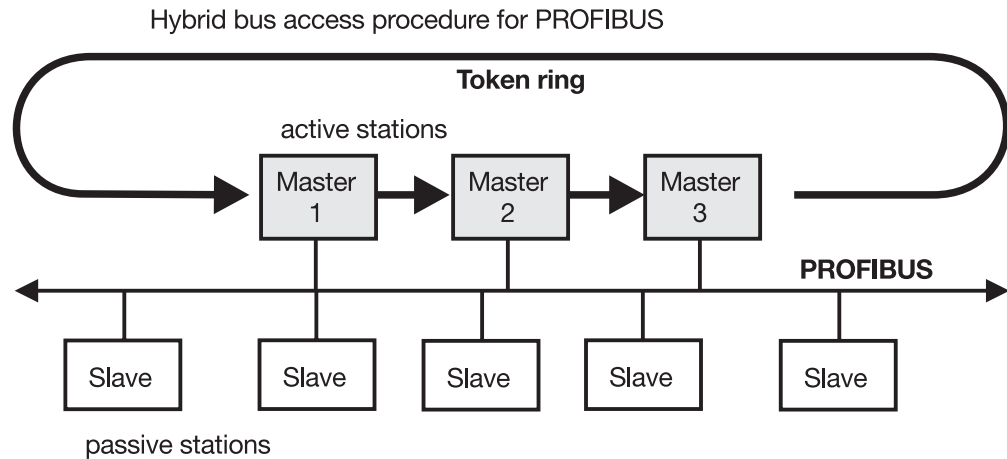 Hybrid bus access procedure for PROFIBUS
Token ring
active stations
Master
1
Master
2
Master
3
PROFIBUS
Slave
Slave
Slave
Slave
Slave
passive stations